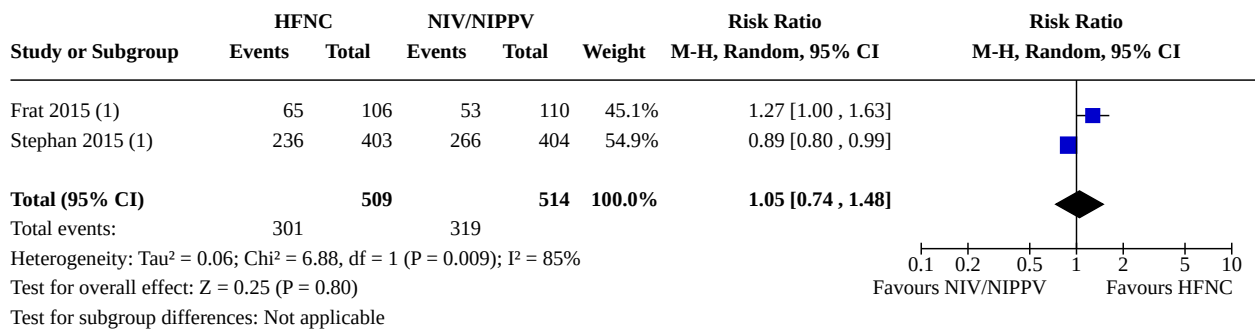 HFNC NIV/NIPPV Risk Ratio Risk Ratio
Study or Subgroup Events Total Events Total Weight M-H, Random, 95% CI M-H, Random, 95% CI
Frat 2015 (1) 65 106 53 110 45.1% 1.27 [1.00 , 1.63]
Stephan 2015 (1) 236 403 266 404 54.9% 0.89 [0.80 , 0.99]
Total (95% CI) 509 514 100.0% 1.05 [0.74 , 1.48]
Total events: 301 319
Heterogeneity: Tau² = 0.06; Chi² = 6.88, df = 1 (P = 0.009); I² = 85%
0.1 0.2 0.5 1 2 5 10
Test for overall effect: Z = 0.25 (P = 0.80) Favours NIV/NIPPV Favours HFNC
Test for subgroup differences: Not applicable